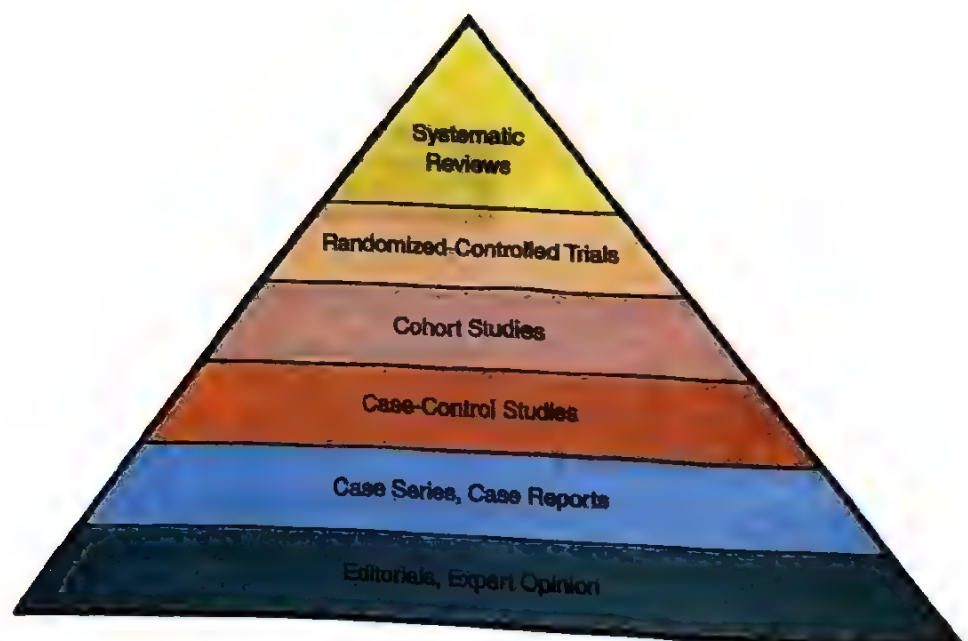 Systematic
Reviews
Randomized-Controlled Trials
Cohort Studies
Case-Control Studies
Case Series, Case Reports
Editorials, Expert Opinion